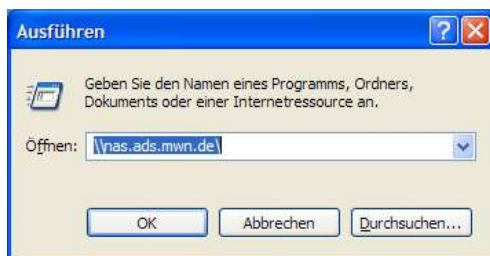 Ausführen
Geben Sie den Namen eines Programms, Ordners,
Dokuments oder einer Internetressource an.
Öffnen: \\nas.ads.mwn.de\
OK Abbrechen Durchsuchen...